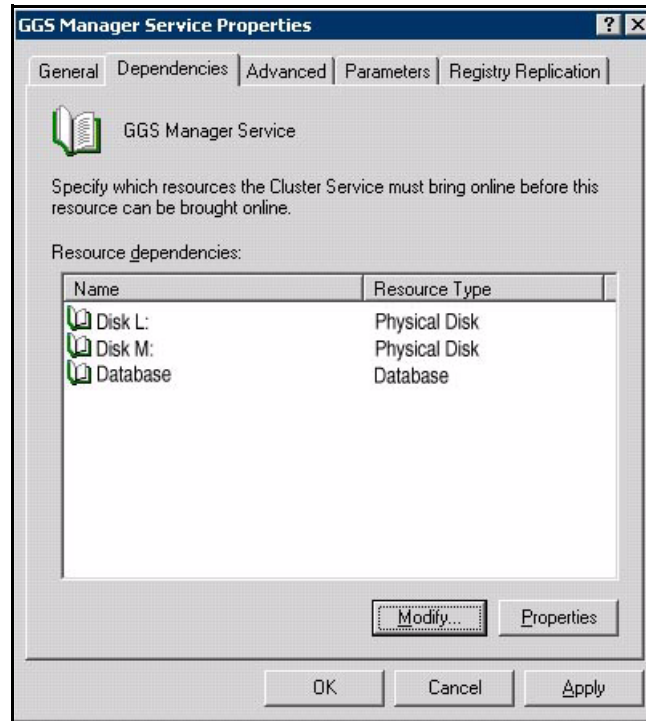 GGS Manager Service Properties
General Dependencies Advanced Parameters Registry Replication
GGS Manager Service
Specify which resources the Cluster Service must bring online before this
resource can be brought online.
Resource dependencies:
Name Resource Type
Disk L: Physical Disk
Disk M: Physical Disk
Database Database
Modify... Properties
OK Cancel Apply